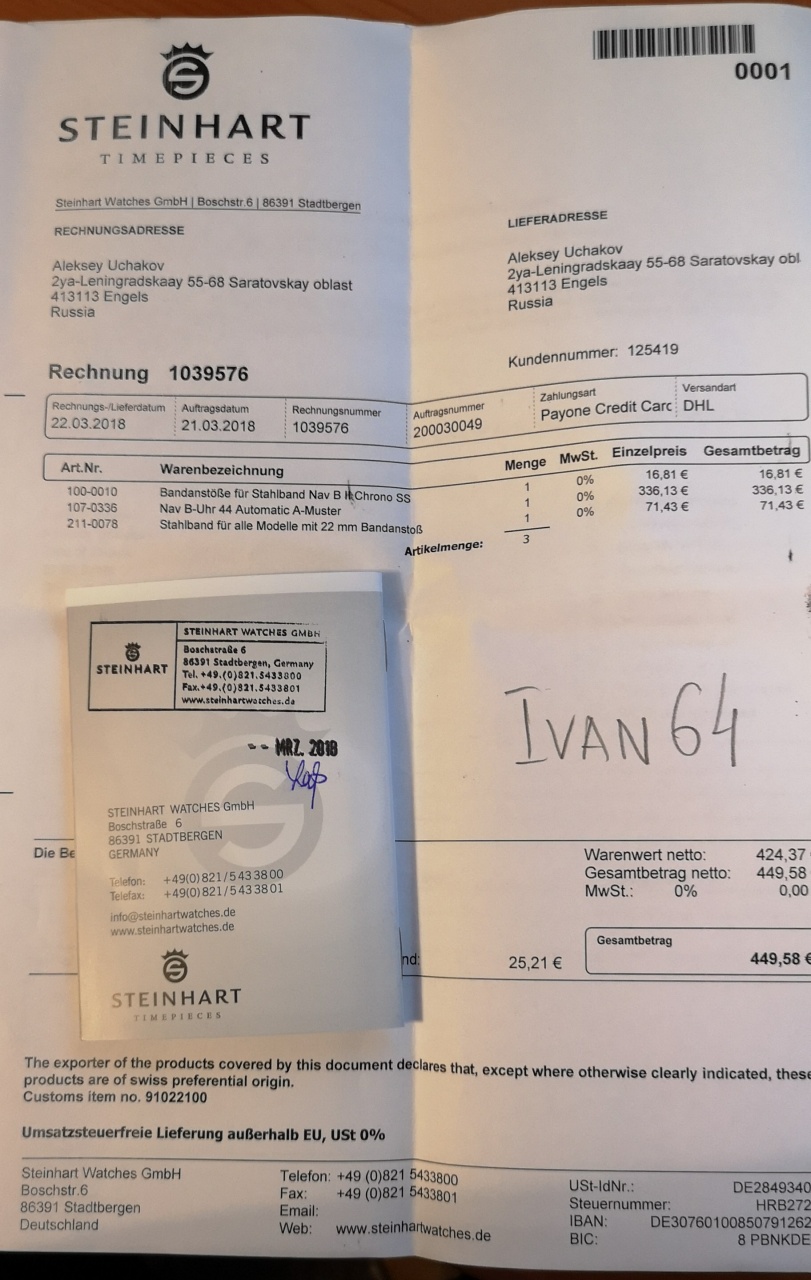 STEINHART
TIMEPIECES
0001
Steinhart Watches GmbH | Boschstr.6 | 86391 Stadtbergen
RECHNUNGSADRESSE
Aleksey Uchakov
2ya-Leningradskaay 55-68 Saratovskay oblast
413113 Engels
Russia
LIEFERADRESSE
Aleksey Uchakov
2ya-Leningradskaay 55-68 Saratovskay obl
413113 Engels
Russia
Kundennummer: 125419
Rechnung 1039576
Rechnungs-/Lieferdatum Auftragsdatum Rechnungsnummer Auftragsnummer Zahlungsart Versandart
22.03.2018 21.03.2018 1039576 200030049 Payone Credit Carc DHL
Art.Nr. Warenbezeichnung Menge MwSt. Einzelpreis Gesamtbetrag
100-0010 Bandanstöße für Stahlband Nav B Chrono SS 1 0% 16,81 € 16,81 €
107-0336 Nav B-Uhr 44 Automatic A-Muster 1 0% 336,13 € 336,13 €
211-0078 Stahlband für alle Modelle mit 22 mm Bandanstoß 1 0% 71,43 € 71,43 €
Artikelmenge: 3
STEINHART
STEINHART WATCHES GMBH
Boschstraße 6
86391 Stadtbergen, Germany
Tel. +49.(0)821.5433800
Fax.+49.(0)821.5433801
www.steinhartwatches.de
-- MRZ. 2018
IVAN 64
STEINHART WATCHES GmbH
Boschstraße 6
86391 STADTBERGEN
GERMANY
Telefon: +49(0)821/5433800
Telefax: +49(0)821/5433801
info@steinhartwatches.de
www.steinhartwatches.de
STEINHART
TIMEPIECES
Die Be
Warenwert netto: 424,37
Gesamtbetrag netto: 449,58
MwSt.: 0% 0,00
nd: 25,21 €
Gesamtbetrag
449,58 €
The exporter of the products covered by this document declares that, except where otherwise clearly indicated, these
products are of swiss preferential origin.
Customs item no. 91022100
Umsatzsteuerfreie Lieferung außerhalb EU, USt 0%
Steinhart Watches GmbH
Boschstr.6
86391 Stadtbergen
Deutschland
Telefon: +49 (0)821 5433800
Fax: +49 (0)821 5433801
Email:
Web: www.steinhartwatches.de
USt-IdNr.: DE2849340
Steuernummer: HRB272
IBAN: DE30760100850791262
BIC: 8 PBNKDE